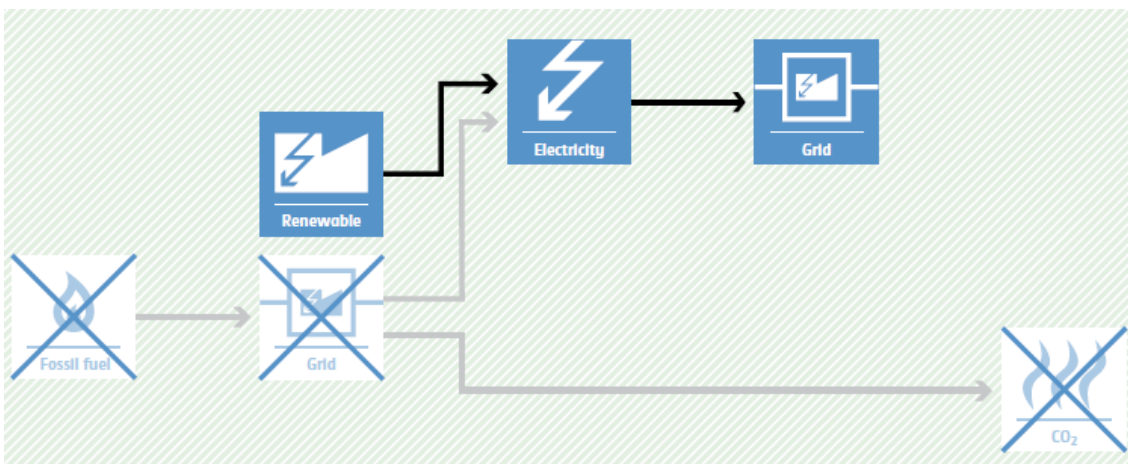 Electricity
Grid
Renewable
Fossil fuel
Grid
CO₂